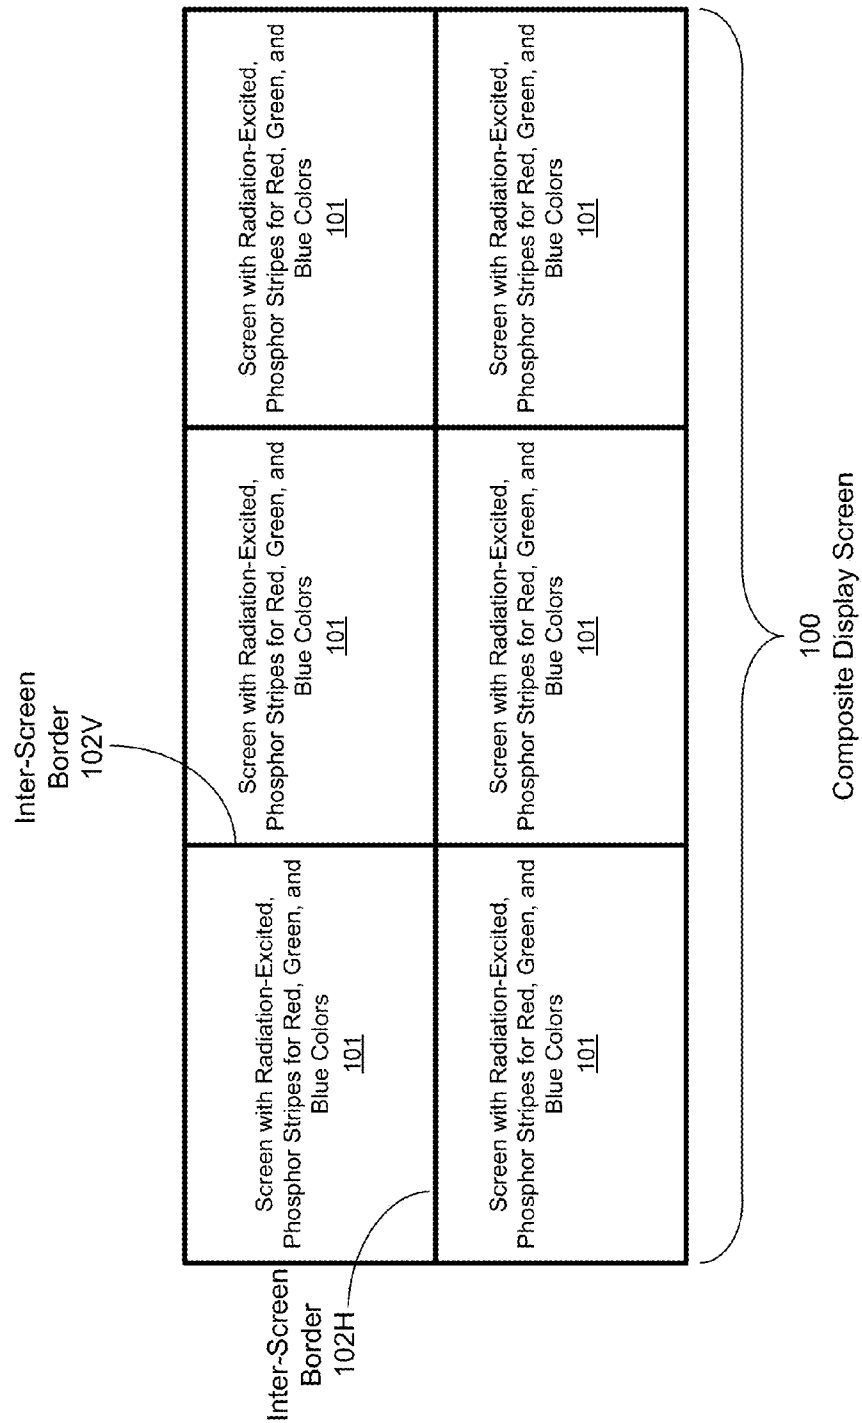 Inter-Screen
Border
102V
Inter-Screen
Border
102H
Screen with Radiation-Excited,
Phosphor Stripes for Red, Green, and
Blue Colors
101
Screen with Radiation-Excited,
Phosphor Stripes for Red, Green, and
Blue Colors
101
Screen with Radiation-Excited,
Phosphor Stripes for Red, Green, and
Blue Colors
101
Screen with Radiation-Excited,
Phosphor Stripes for Red, Green, and
Blue Colors
101
Screen with Radiation-Excited,
Phosphor Stripes for Red, Green, and
Blue Colors
101
Screen with Radiation-Excited,
Phosphor Stripes for Red, Green, and
Blue Colors
101
100
Composite Display Screen